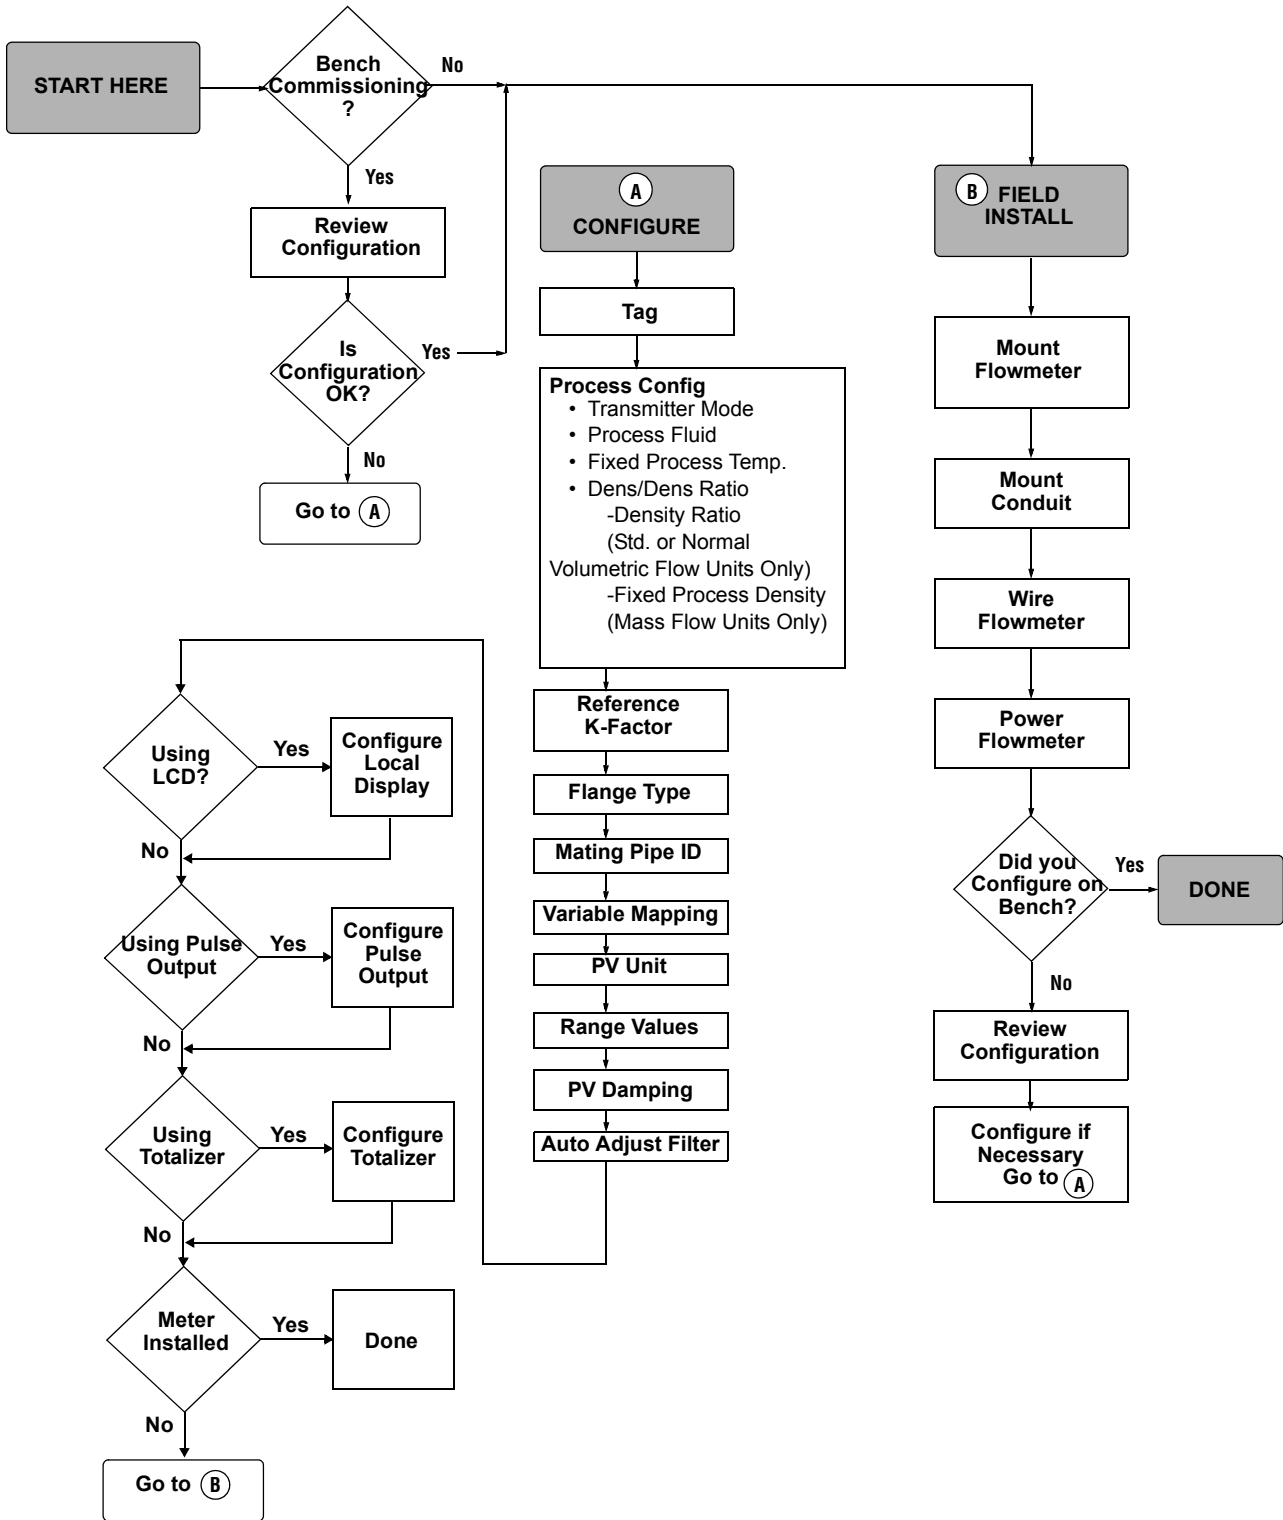 START HERE
Bench
Commissioning
?
No
Yes
Review
Configuration
Is
Configuration
OK?
Yes
No
Go to A
A
CONFIGURE
Tag
Process Config
• Transmitter Mode
• Process Fluid
• Fixed Process Temp.
• Dens/Dens Ratio
-Density Ratio
(Std. or Normal
Volumetric Flow Units Only)
-Fixed Process Density
(Mass Flow Units Only)
Reference
K-Factor
Flange Type
Mating Pipe ID
Variable Mapping
PV Unit
Range Values
PV Damping
Auto Adjust Filter
Using
LCD?
Yes
Configure
Local
Display
No
Using Pulse
Output
Yes
Configure
Pulse
Output
No
Using
Totalizer
Yes
Configure
Totalizer
No
Meter
Installed
Yes
Done
No
Go to B
B FIELD
INSTALL
Mount
Flowmeter
Mount
Conduit
Wire
Flowmeter
Power
Flowmeter
Did you
Configure on
Bench?
Yes
DONE
No
Review
Configuration
Configure if
Necessary
Go to A